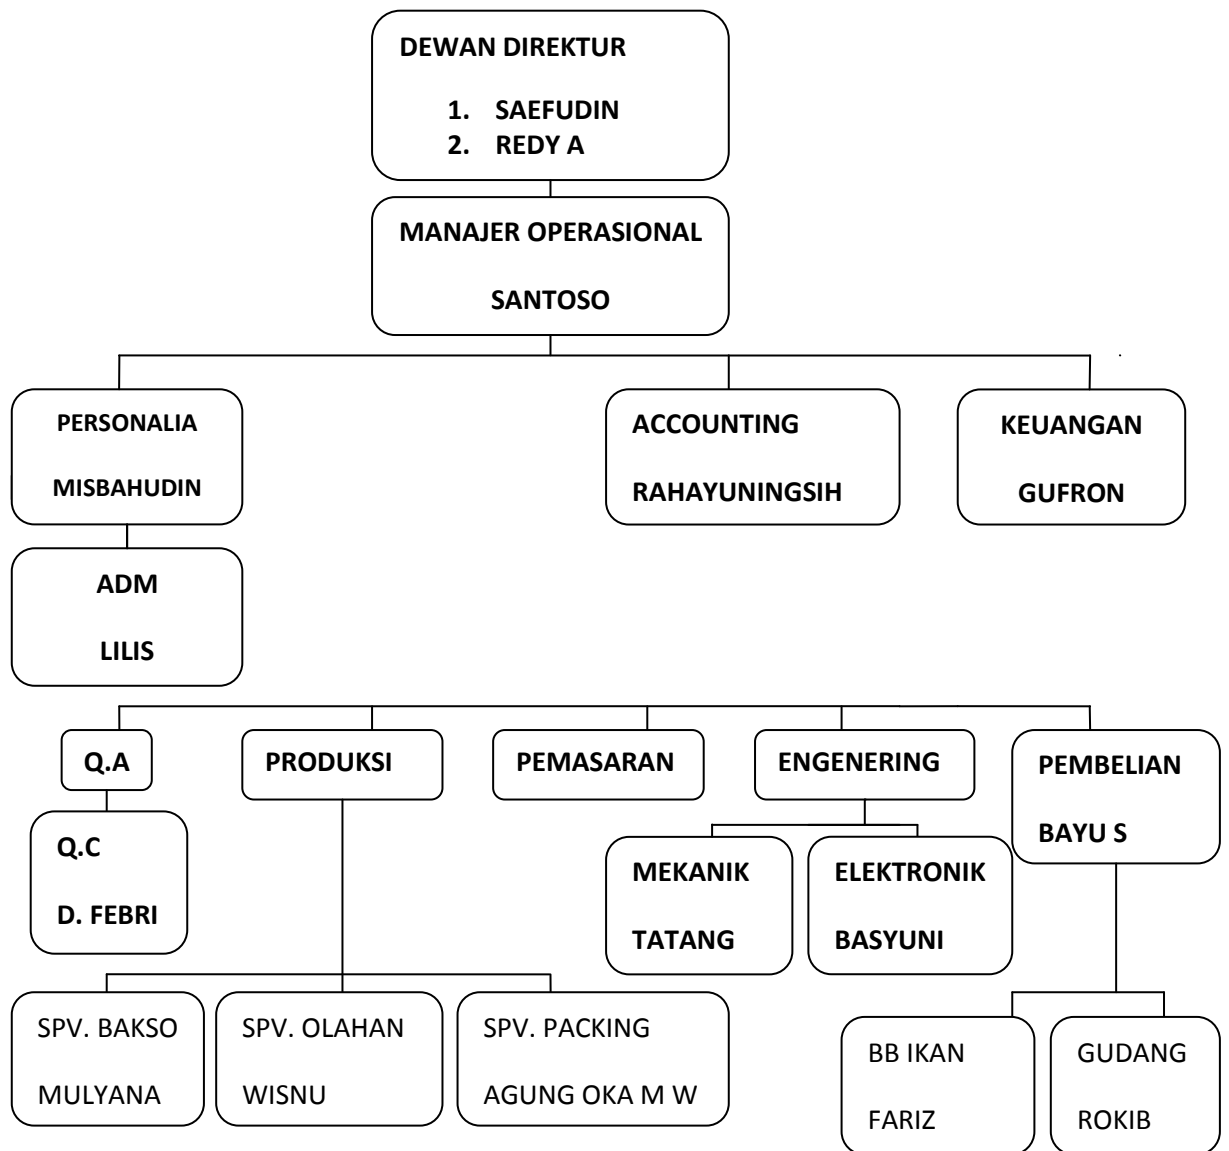 DEWAN DIREKTUR
1. SAEFUDIN
2. REDY A
MANAJER OPERASIONAL
SANTOSO
PERSONALIA
MISBAHUDIN
ACCOUNTING
RAHAYUNINGSIH
KEUANGAN
GUFRON
ADM
LILIS
Q.A
PRODUKSI
PEMASARAN
ENGENERING
PEMBELIAN
BAYU S
Q.C
D. FEBRI
MEKANIK
TATANG
ELEKTRONIK
BASYUNI
SPV. BAKSO
MULYANA
SPV. OLAHAN
WISNU
SPV. PACKING
AGUNG OKA M W
BB IKAN
FARIZ
GUDANG
ROKIB